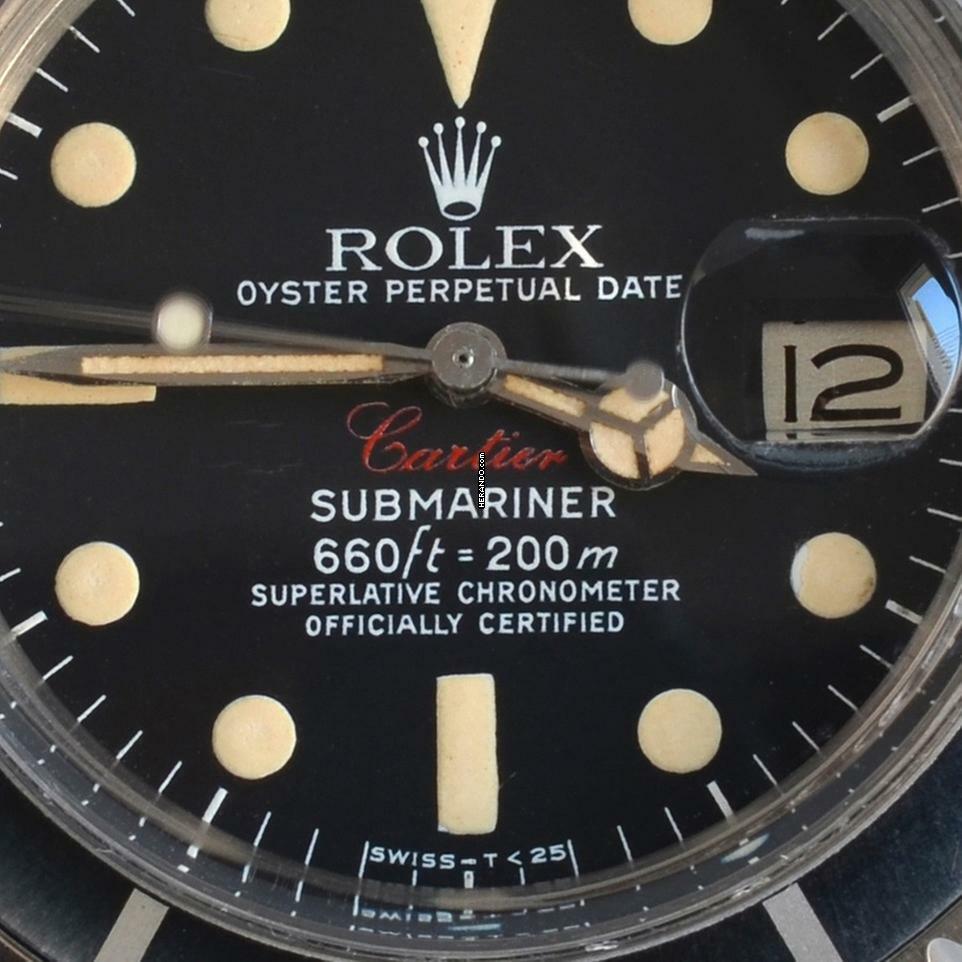 ROLEX
OYSTER PERPETUAL DATE
12
Cartier
HERANDO.com
SUBMARINER
660ft = 200m
SUPERLATIVE CHRONOMETER
OFFICIALLY CERTIFIED
SWISS-T<25